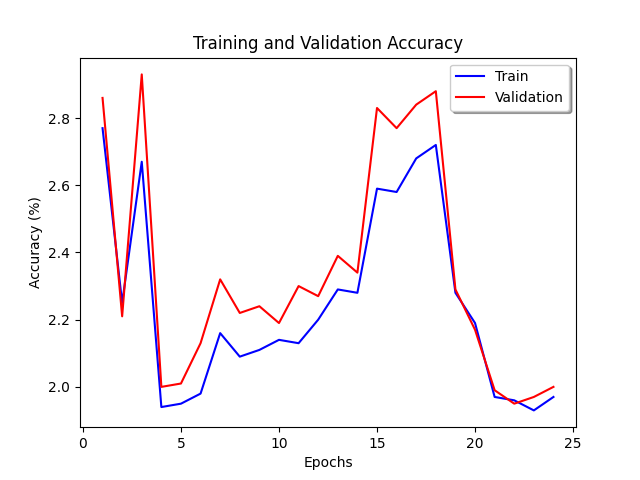 Training and Validation Accuracy
Train
Validation
2.8
2.6
2.4
2.2
2.0
Accuracy (%)
0 5 10 15 20 25
Epochs